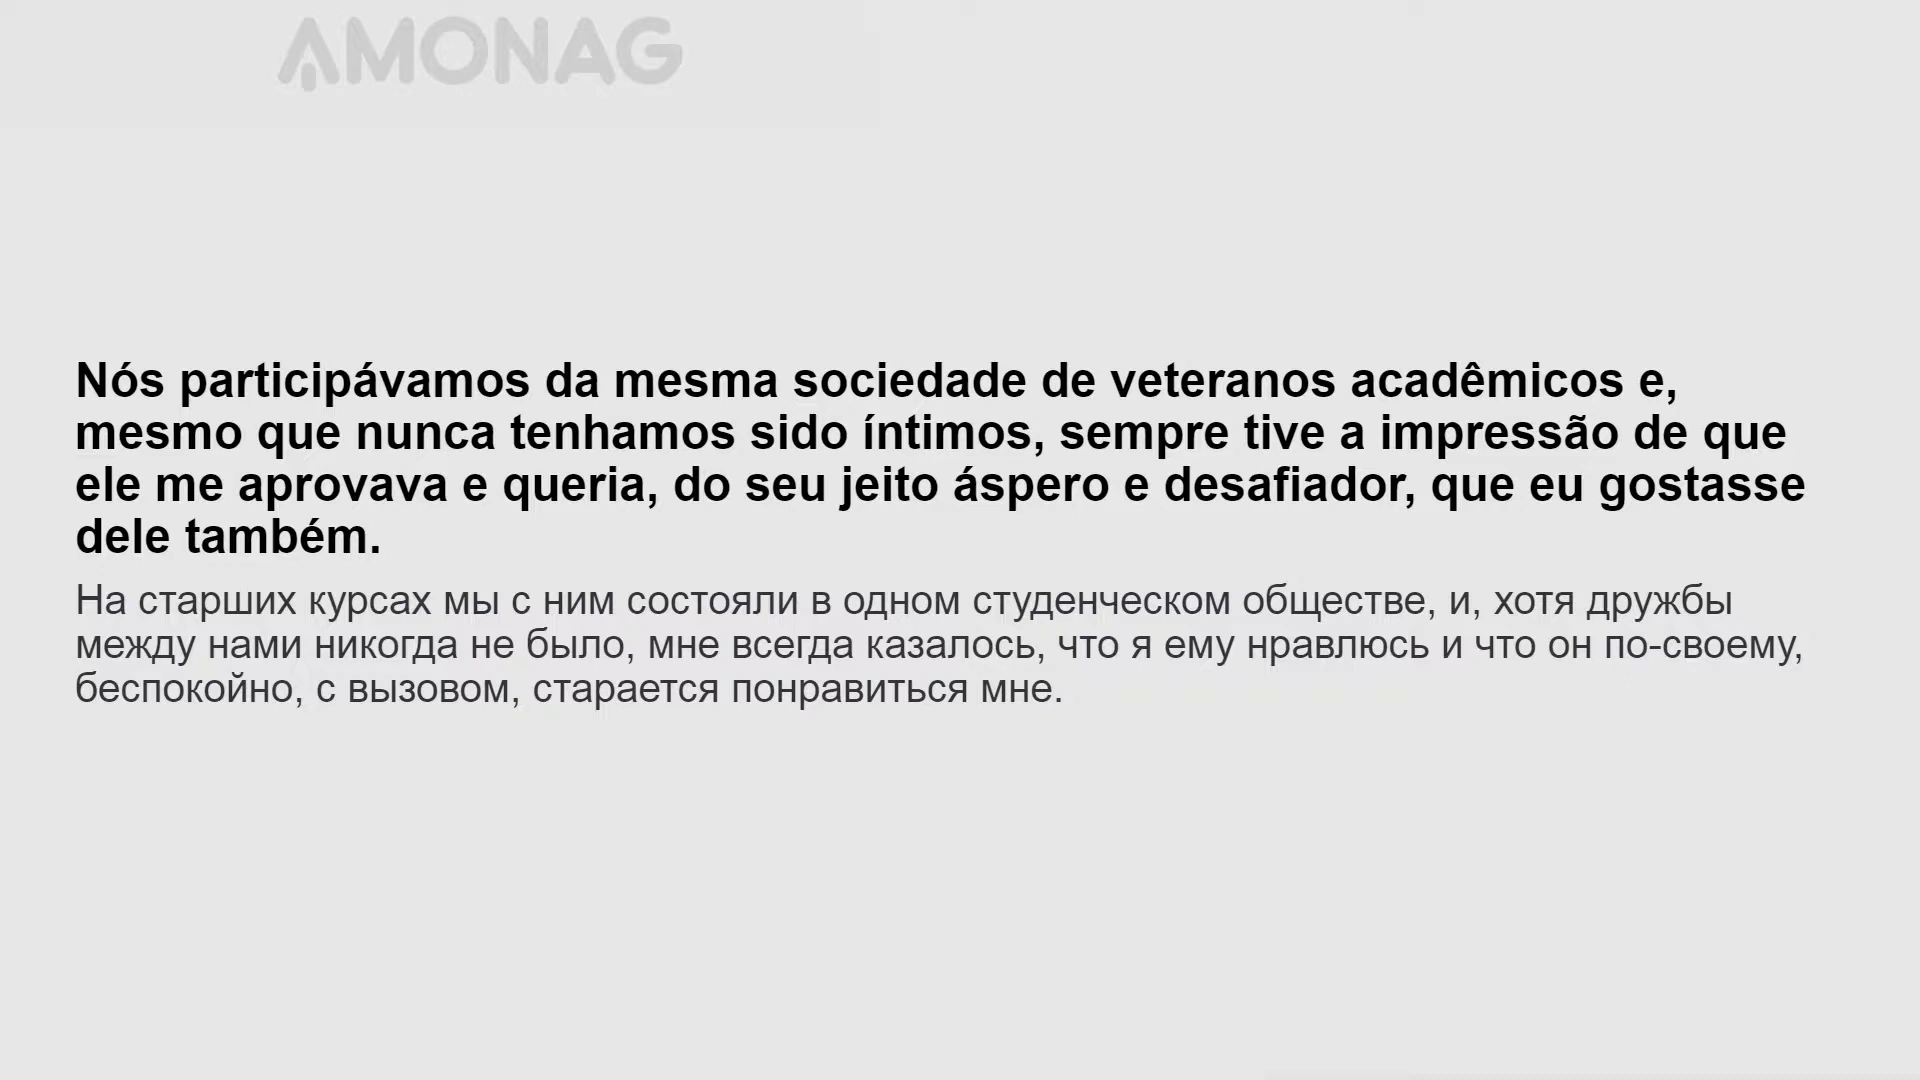 AMONAG
Nós participávamos da mesma sociedade de veteranos acadêmicos e,
mesmo que nunca tenhamos sido íntimos, sempre tive a impressão de que
ele me aprovava e queria, do seu jeito áspero e desafiador, que eu gostasse
dele também.
На старших курсах мы с ним состояли в одном студенческом обществе, и, хотя дружбы
между нами никогда не было, мне всегда казалось, что я ему нравлюсь и что он по-своему,
беспокойно, с вызовом, старается понравиться мне.